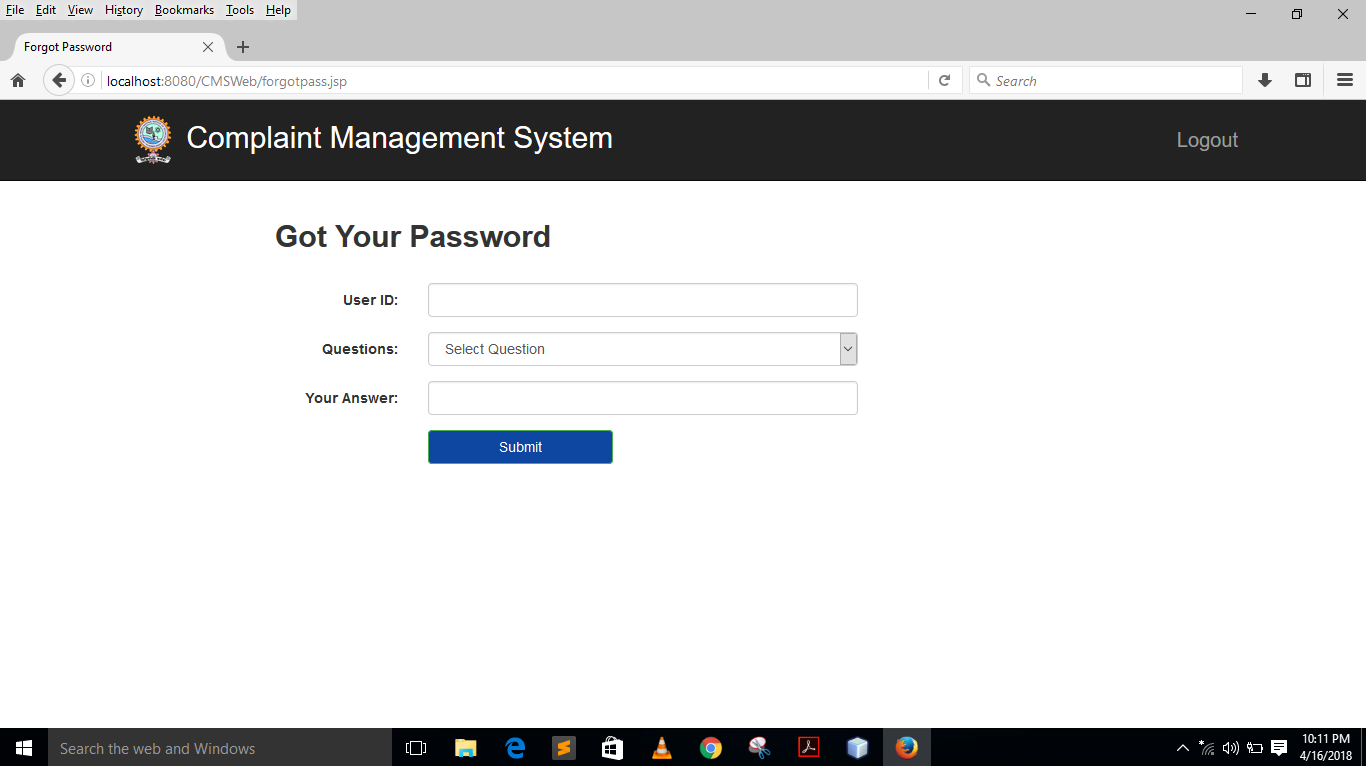 File Edit View History Bookmarks Tools Help
Forgot Password
localhost:8080/CMSWeb/forgotpass.jsp
Search
Complaint Management System
Logout
Got Your Password
User ID:
Questions:
Select Question
Your Answer:
Submit
Search the web and Windows
10:11 PM
4/16/2018